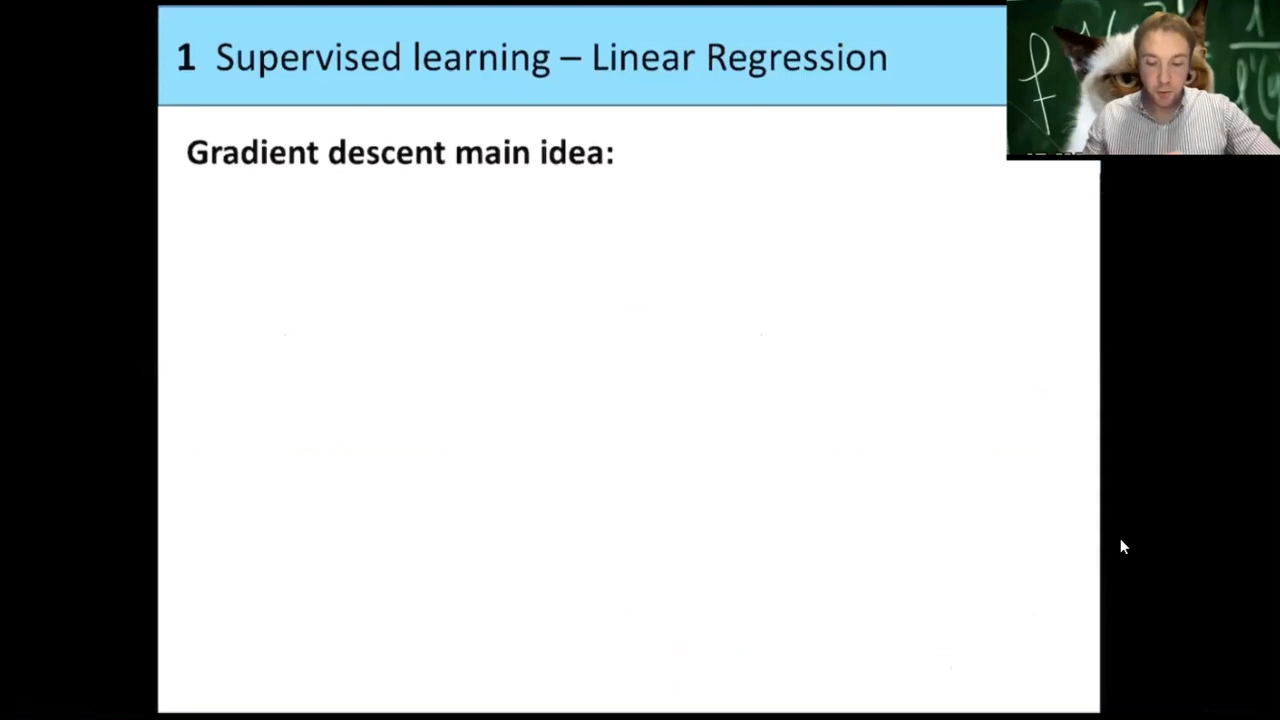 1 Supervised learning – Linear Regression
Gradient descent main idea: